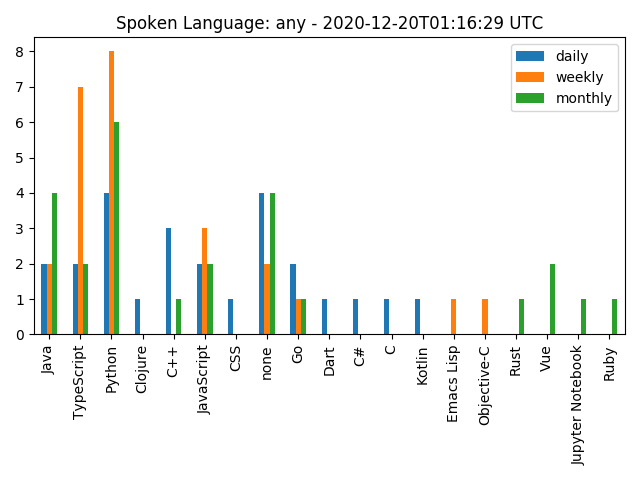 Spoken Language: any - 2020-12-20T01:16:29 UTC
daily
weekly
monthly
8
7
6
5
4
3
2
1
0
Java
TypeScript
Python
Clojure
C++
JavaScript
CSS
none
Go
Dart
C#
C
Kotlin
Emacs Lisp
Objective-C
Rust
Vue
Jupyter Notebook
Ruby